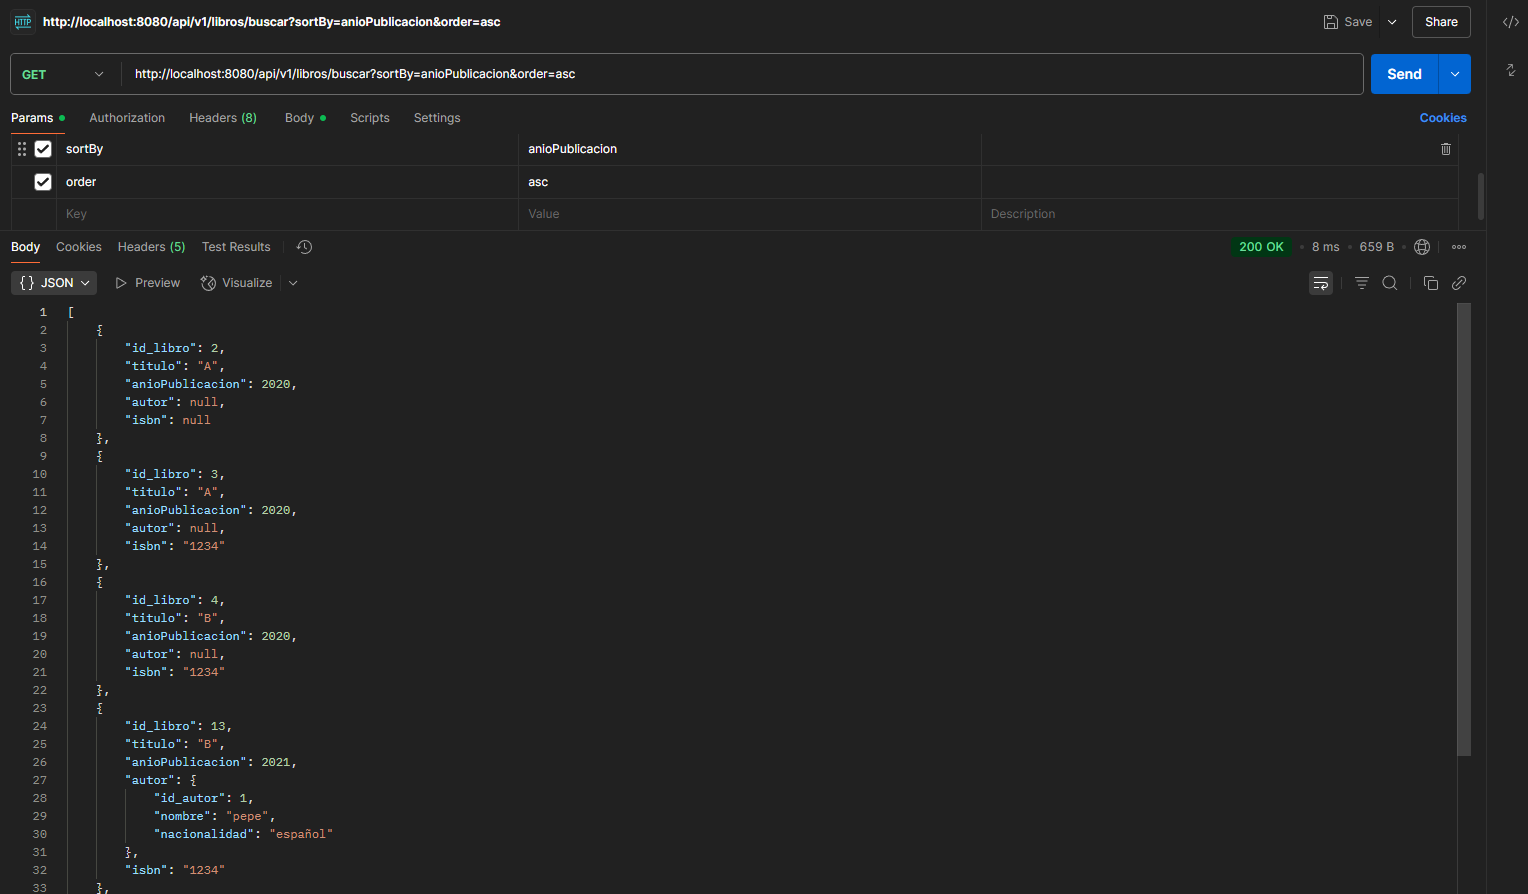 HTTP http://localhost:8080/api/v1/libros/buscar?sortBy=anioPublicacion&order=asc Save Share
GET http://localhost:8080/api/v1/libros/buscar?sortBy=anioPublicacion&order=asc Send
Params Authorization Headers (8) Body Scripts Settings Cookies
sortBy anioPublicacion
order asc
Key Value Description
Body Cookies Headers (5) Test Results 200 OK 8 ms 659 B
{} JSON Preview Visualize
1 [
2 {
3 "id_libro": 2,
4 "titulo": "A",
5 "anioPublicacion": 2020,
6 "autor": null,
7 "isbn": null
8 },
9 {
10 "id_libro": 3,
11 "titulo": "A",
12 "anioPublicacion": 2020,
13 "autor": null,
14 "isbn": "1234"
15 },
16 {
17 "id_libro": 4,
18 "titulo": "B",
19 "anioPublicacion": 2020,
20 "autor": null,
21 "isbn": "1234"
22 },
23 {
24 "id_libro": 13,
25 "titulo": "B",
26 "anioPublicacion": 2021,
27 "autor": {
28 "id_autor": 1,
29 "nombre": "pepe",
30 "nacionalidad": "español"
31 },
32 "isbn": "1234"
33 },